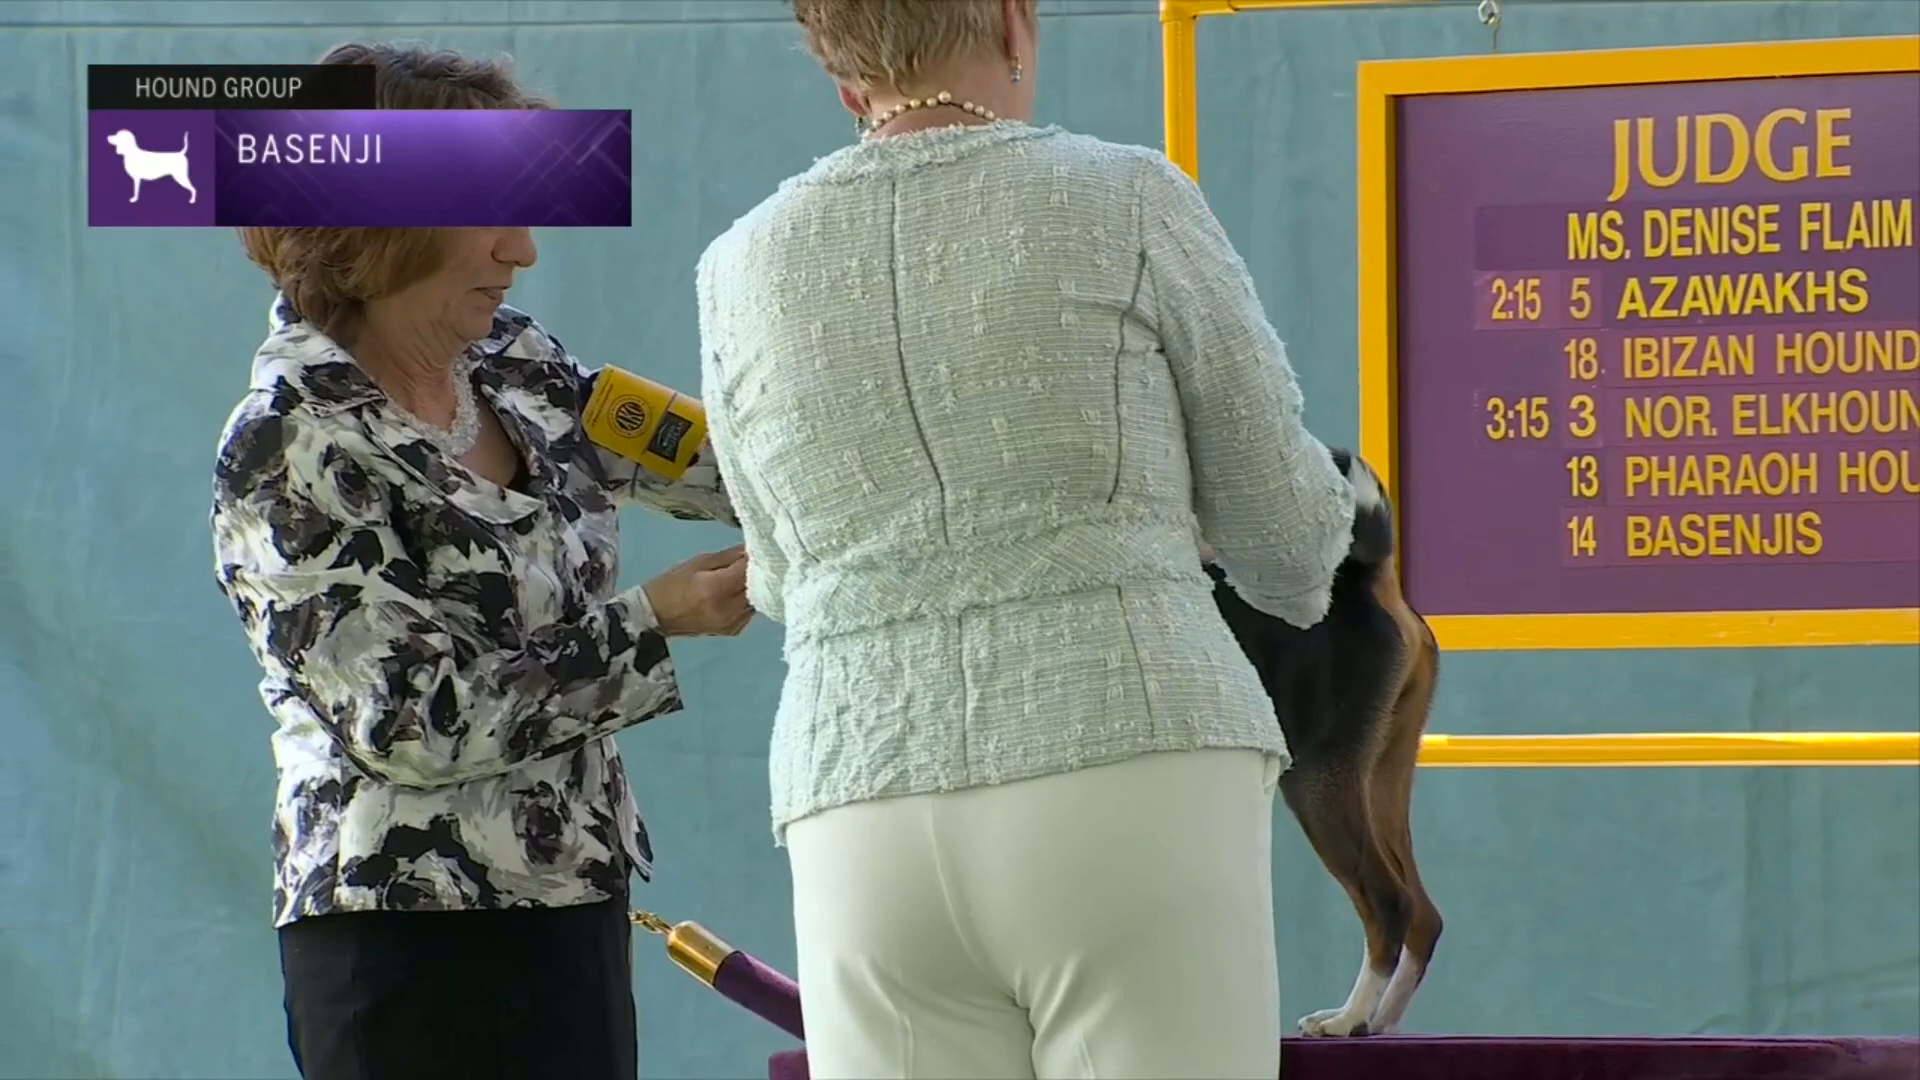 HOUND GROUP
BASENJI
JUDGE
MS. DENISE FLAIM
2:15 5 AZAWAKHS
18 IBIZAN HOUND
3:15 3 NOR. ELKHOUN
13 PHARAOH HOU
14 BASENJIS
AKC